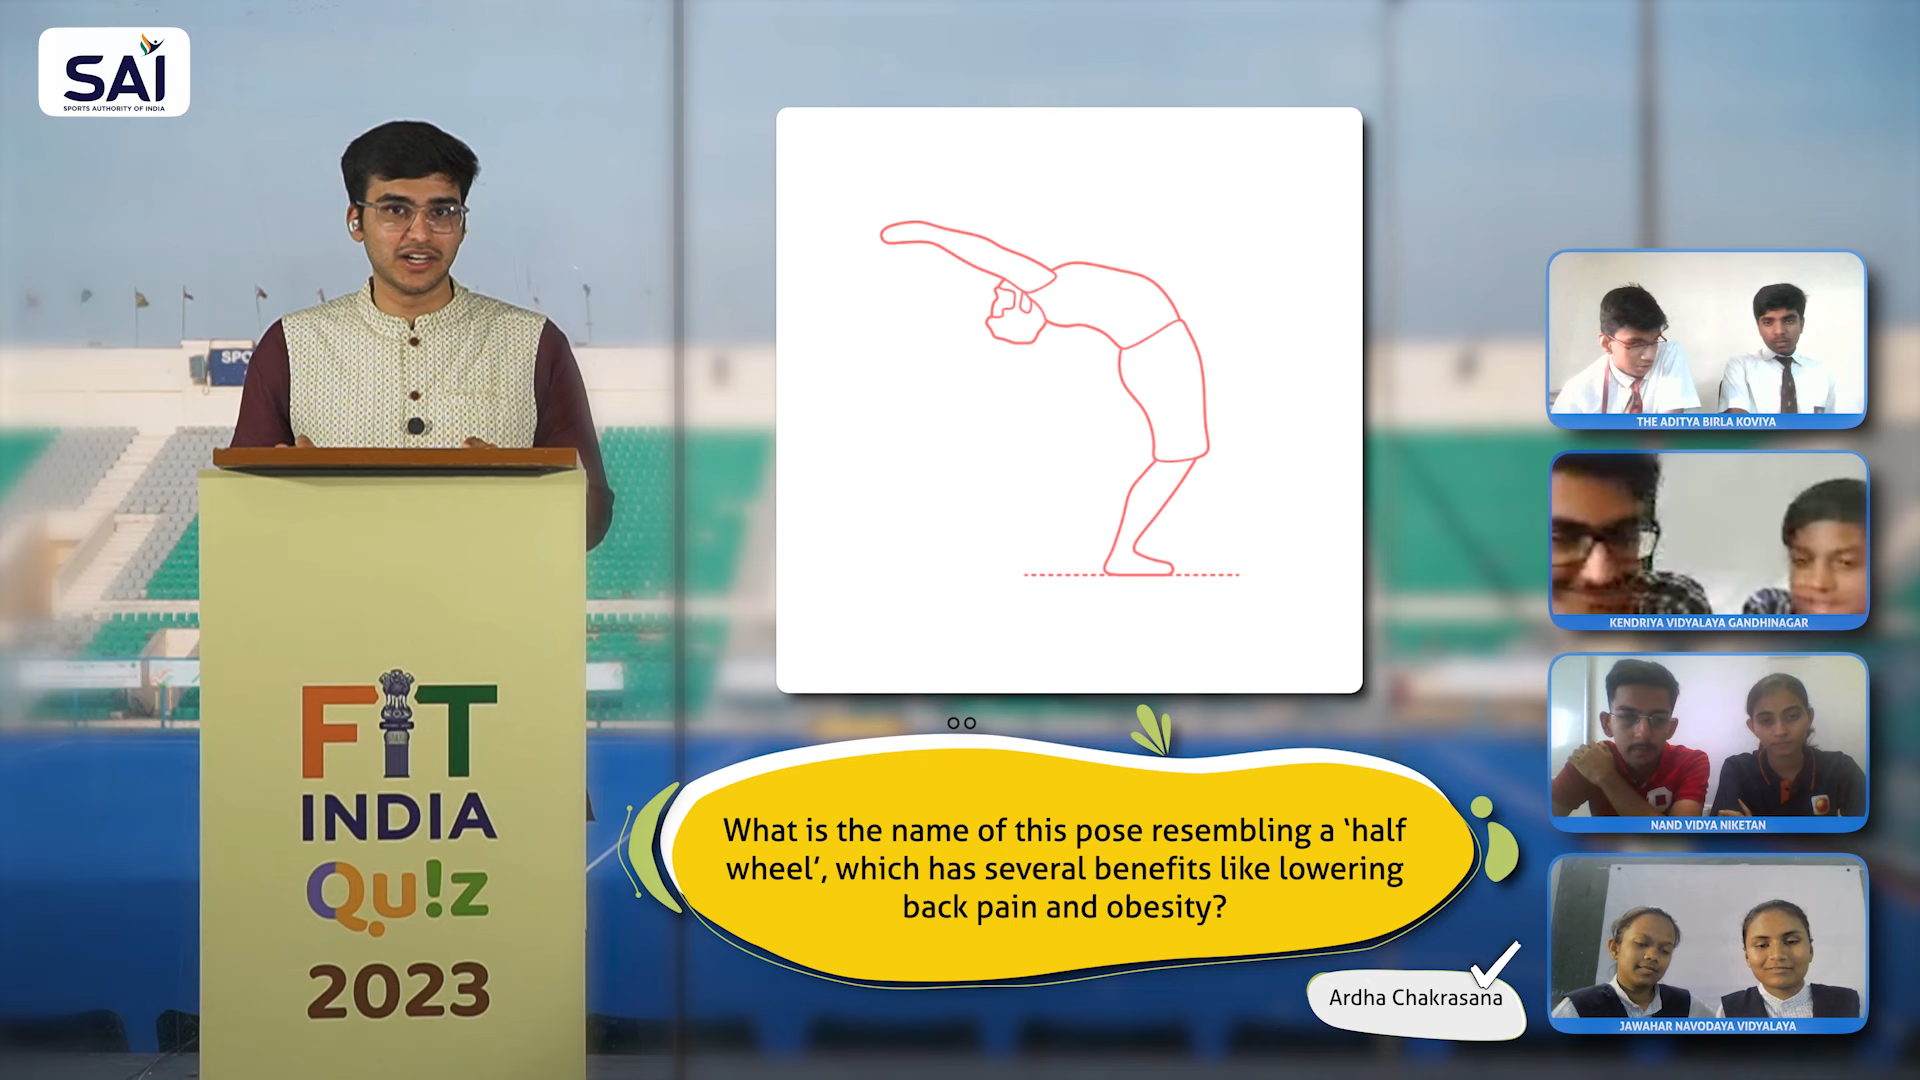 SAI
SPORTS AUTHORITY OF INDIA
SPO
FIT
INDIA
Qu!z
2023
What is the name of this pose resembling a ‘half
wheel’, which has several benefits like lowering
back pain and obesity?
Ardha Chakrasana
THE ADITYA BIRLA KOVIYA
KENDRIYA VIDYALAYA GANDHINAGAR
NAND VIDYA NIKETAN
JAWAHAR NAVODAYA VIDYALAYA